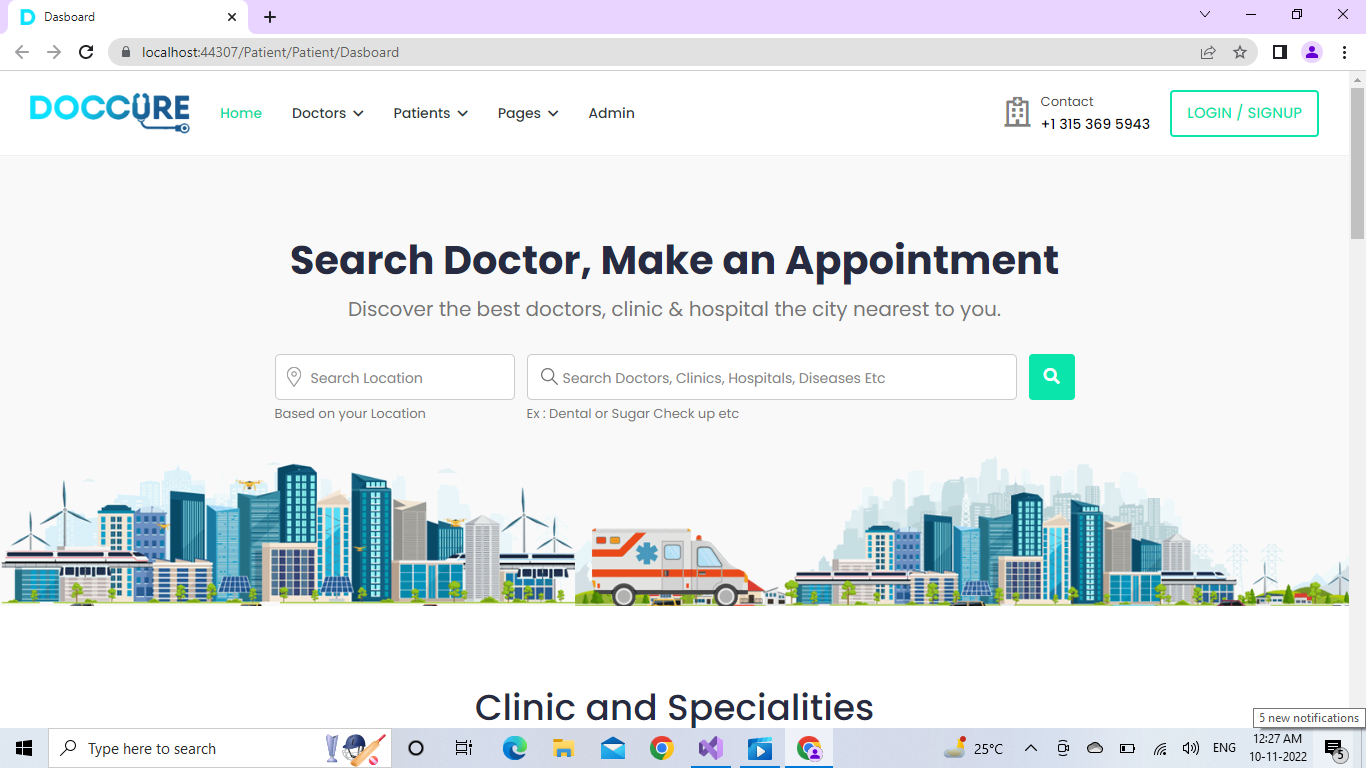 Dasboard
localhost:44307/Patient/Patient/Dasboard
DOCCURE
Home Doctors Patients Pages Admin
Contact
+1 315 369 5943
LOGIN / SIGNUP
Search Doctor, Make an Appointment
Discover the best doctors, clinic & hospital the city nearest to you.
Search Location
Search Doctors, Clinics, Hospitals, Diseases Etc
Based on your Location
Ex : Dental or Sugar Check up etc
Clinic and Specialities
5 new notifications
Type here to search
25°C
ENG
12:27 AM
10-11-2022
5